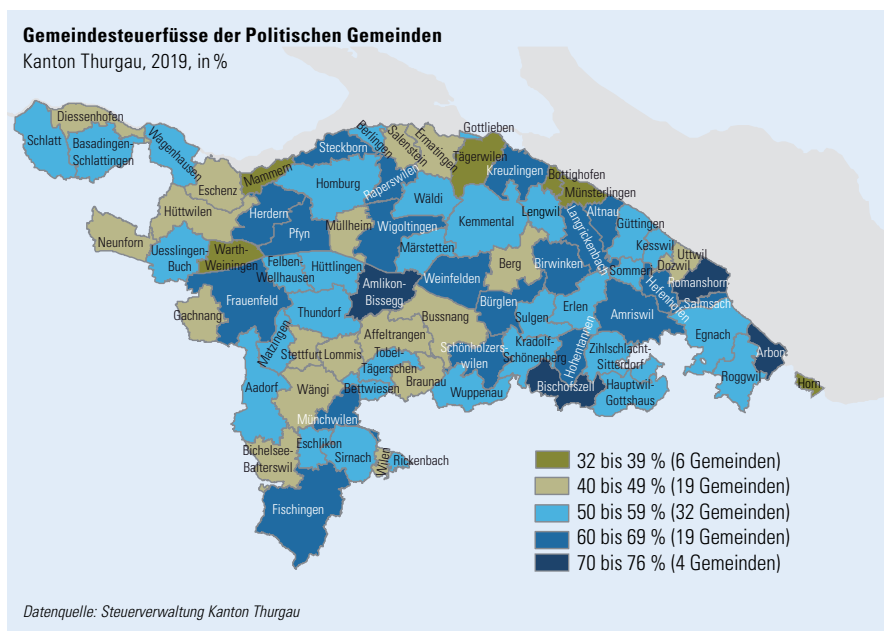 Gemeindesteuerfüsse der Politischen Gemeinden
Kanton Thurgau, 2019, in %
Diessenhofen
Schlatt
Basadingen-
Schlattingen
Wagenhausen
Eschenz
Mammern
Steckborn
Berlingen
Salenstein
Ermatingen
Gottlieben
Tägerwilen
Kreuzlingen
Bottighofen
Münsterlingen
Homburg
Raperswilen
Wäldi
Hüttwilen
Herdern
Pfyn
Müllheim
Wigoltingen
Kemmental
Lengwil
Langrickenbach
Altnau
Güttingen
Kesswil
Uttwil
Dozwil
Neunforn
Uesslingen-
Buch
Warth-
Weiningen
Felben-
Wellhausen
Hüttlingen
Märstetten
Weinfelden
Berg
Birwinken
Sommeri
Hefenhofen
Romanshorn
Salmsach
Frauenfeld
Gachnang
Amlikon-
Bissegg
Thundorf
Bussnang
Bürglen
Sulgen
Erlen
Amriswil
Egnach
Arbon
Matzingen
Stettfurt
Lommis
Affeltrangen
Tobel-
Tägerschen
Schönholzers-
wilen
Kradolf-
Schönenberg
Hohentannen
Zihlschlacht-
Sitterdorf
Roggwil
Horn
Aadorf
Wängi
Bettwiesen
Braunau
Wuppenau
Bischofszell
Hauptwil-
Gottshaus
Münchwilen
Bichelsee-
Balterswil
Eschlikon
Sirnach
Wilen
Rickenbach
Fischingen
32 bis 39 % (6 Gemeinden)
40 bis 49 % (19 Gemeinden)
50 bis 59 % (32 Gemeinden)
60 bis 69 % (19 Gemeinden)
70 bis 76 % (4 Gemeinden)
Datenquelle: Steuerverwaltung Kanton Thurgau